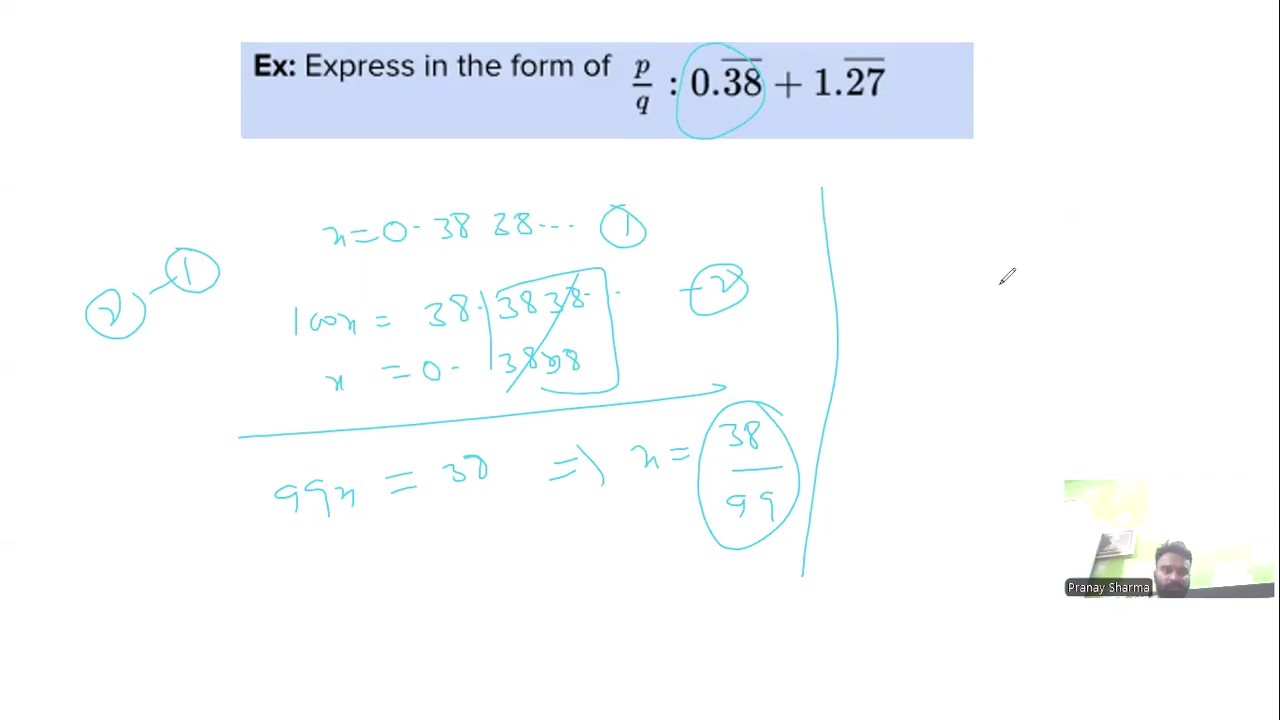 Ex: Express in the form of p/q : 0.3̅8̅ + 1.2̅7̅
x = 0.38 38... ①
② - ①
100x = 38.3838.. - ②
x = 0.3838
99x = 38 ⇒ x = 38/99
Pranay Sharma